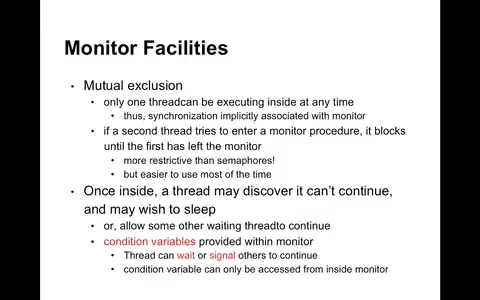 Monitor Facilities
• Mutual exclusion
• only one threadcan be executing inside at any time
• thus, synchronization implicitly associated with monitor
• if a second thread tries to enter a monitor procedure, it blocks
until the first has left the monitor
• more restrictive than semaphores!
• but easier to use most of the time
• Once inside, a thread may discover it can't continue,
and may wish to sleep
• or, allow some other waiting threadto continue
• condition variables provided within monitor
• Thread can wait or signal others to continue
• condition variable can only be accessed from inside monitor